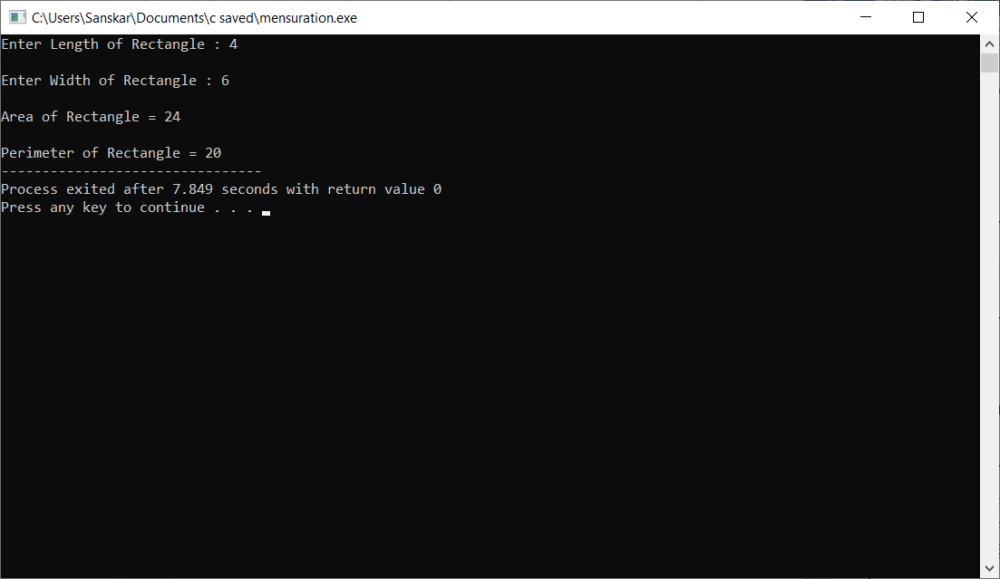 C:\Users\Sanskar\Documents\c saved\mensuration.exe
Enter Length of Rectangle : 4
Enter Width of Rectangle : 6
Area of Rectangle = 24
Perimeter of Rectangle = 20
--------------------------------
Process exited after 7.849 seconds with return value 0
Press any key to continue . . .